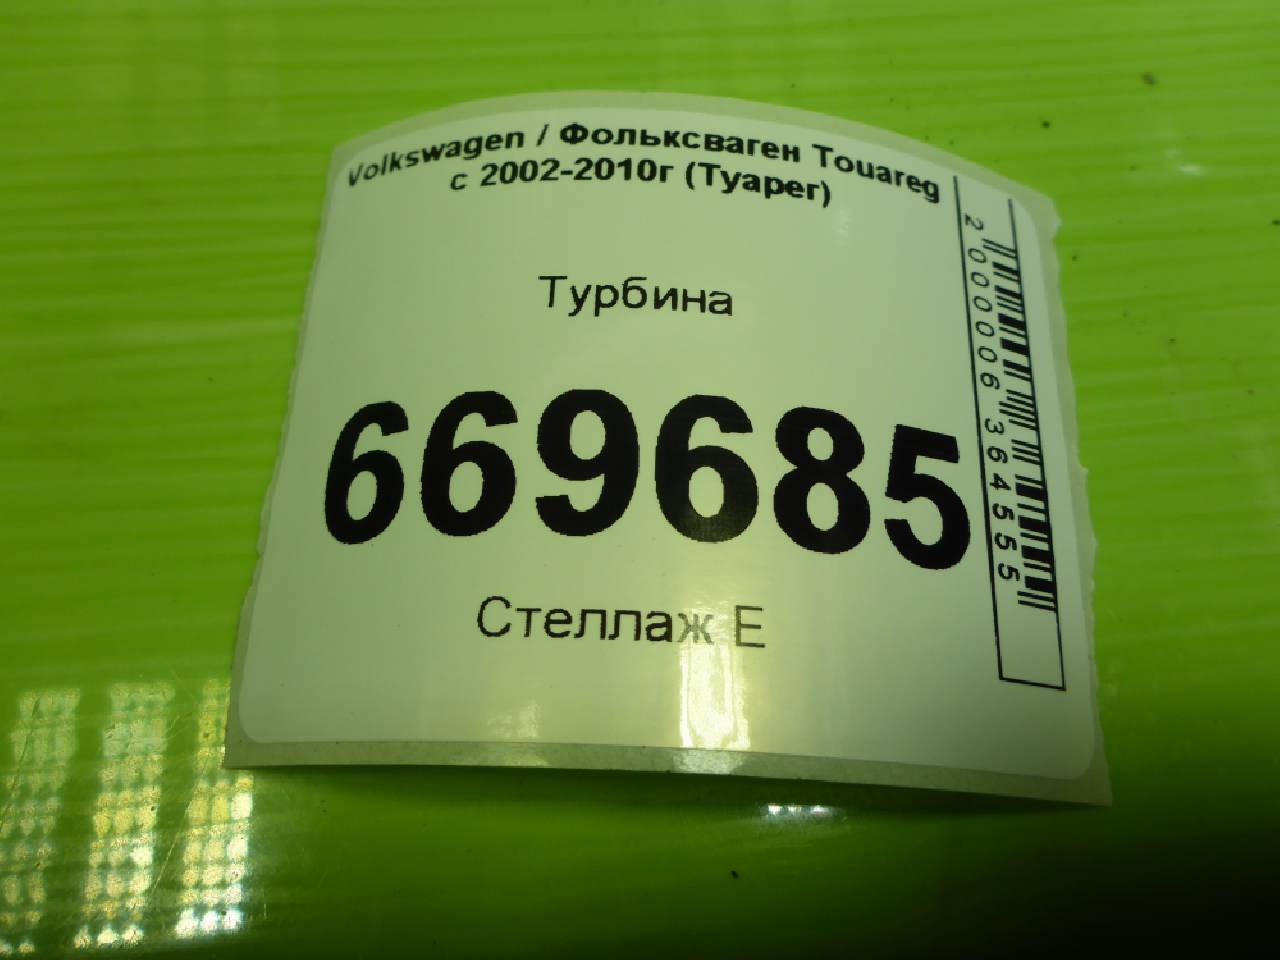 Volkswagen / Фольксваген Touareg
с 2002-2010г (Туарег)
Турбина
669685
Стеллаж Е
2000006364555